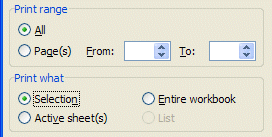 Print range
All
Page(s) From: To:
Print what
Selection Entire workbook
Active sheet(s) List